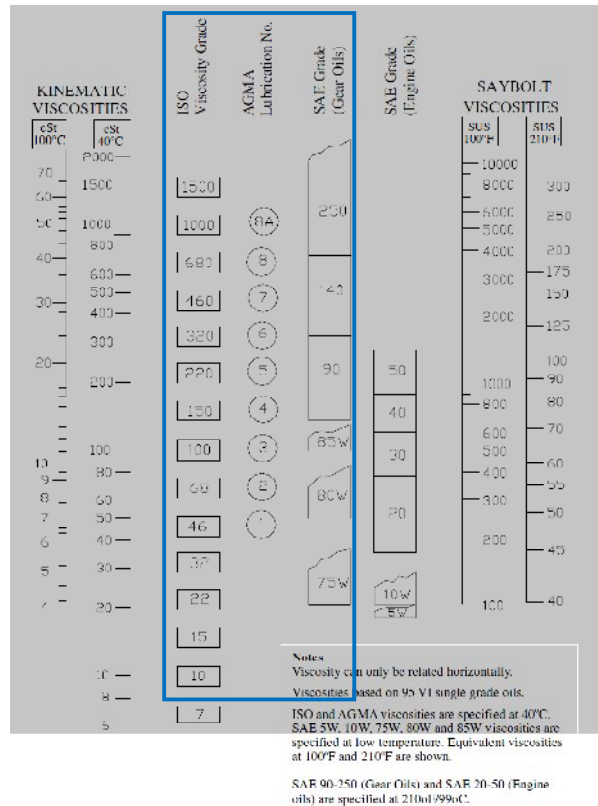 KINEMATIC
VISCOSITIES
cSt
100°C
cSt
40°C
ISO
Viscosity Grade
AGMA
Lubrication No.
SAE Grade
(Gear Oils)
SAE Grade
(Engine Oils)
SAYBOLT
VISCOSITIES
SUS
100°F
SUS
210°F
70
60
50
40
30
20
10
9
8
7
6
5
4
2000
1500
1000
800
600
500
400
300
200
100
80
60
50
40
30
20
10
8
6
1500
1000
680
460
320
220
150
100
68
46
32
22
15
10
7
8A
8
7
6
5
4
3
2
1
250
140
90
85W
80W
75W
50
40
30
20
10W
5W
10000
8000
6000
5000
4000
3000
2000
1000
800
600
500
400
300
200
100
300
250
200
175
150
125
100
90
80
70
60
55
50
45
40
Notes
Viscosity can only be related horizontally.
Viscosities based on 95 VI single grade oils.
ISO and AGMA viscosities are specified at 40°C.
SAE 5W, 10W, 75W, 80W and 85W viscosities are
specified at low temperature. Equivalent viscosities
at 100°F and 210°F are shown.
SAE 90-250 (Gear Oils) and SAE 20-50 (Engine
oils) are specified at 210oF/99oC.